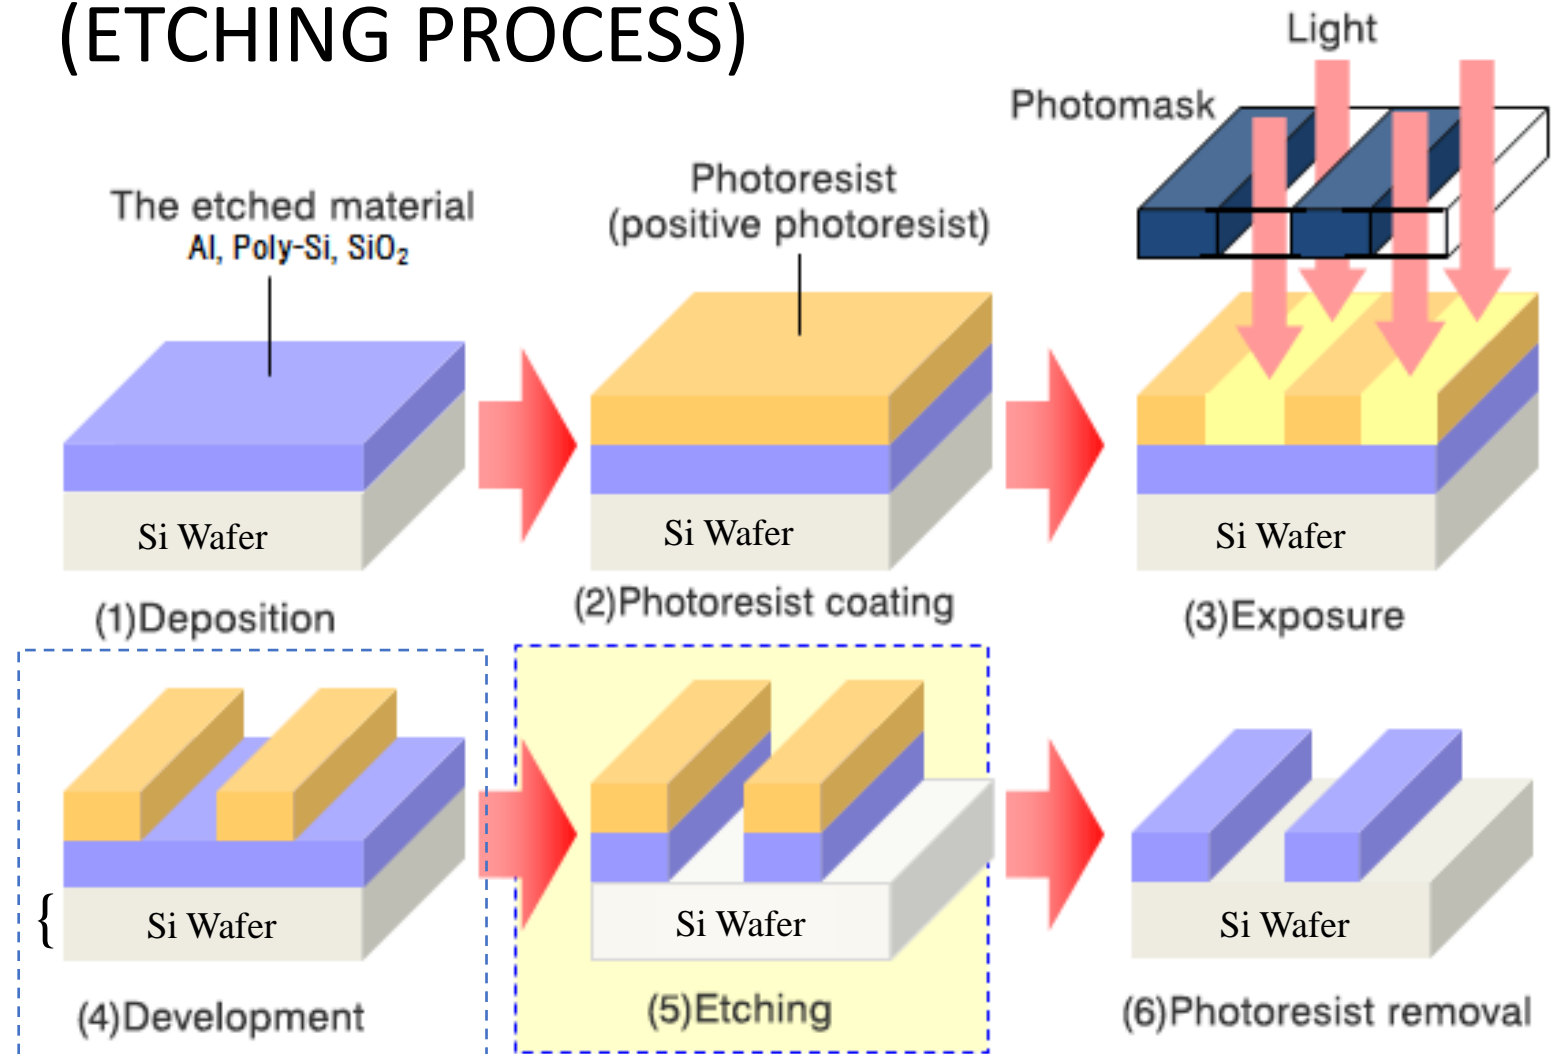 (ETCHING PROCESS)
Light
Photomask
The etched material
Al, Poly-Si, SiO₂
Photoresist
(positive photoresist)
Si Wafer
Si Wafer
Si Wafer
(1)Deposition
(2)Photoresist coating
(3)Exposure
{
Si Wafer
Si Wafer
Si Wafer
(4)Development
(5)Etching
(6)Photoresist removal